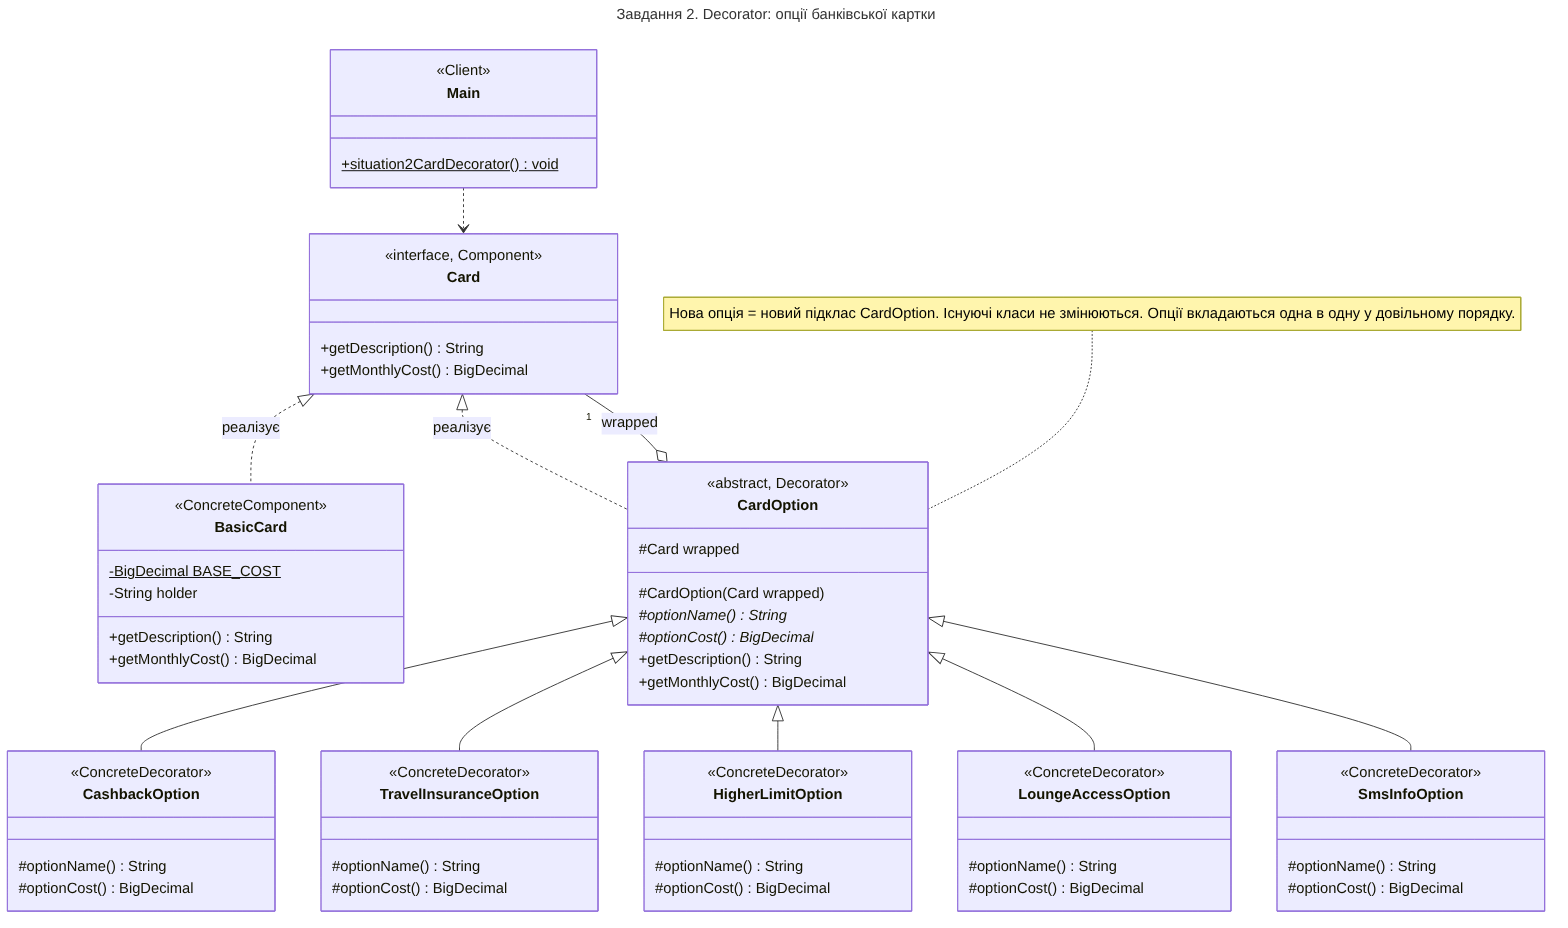 Завдання 2. Decorator: опції банківської картки
«Client»
Main
+situation2CardDecorator() : void
«interface, Component»
Card
+getDescription() : String
+getMonthlyCost() : BigDecimal
Нова опція = новий підклас CardOption. Існуючі класи не змінюються. Опції вкладаються одна в одну у довільному порядку.
реалізує
реалізує
1
wrapped
«ConcreteComponent»
BasicCard
-BigDecimal BASE_COST
-String holder
+getDescription() : String
+getMonthlyCost() : BigDecimal
«abstract, Decorator»
CardOption
#Card wrapped
#CardOption(Card wrapped)
#optionName() : String
#optionCost() : BigDecimal
+getDescription() : String
+getMonthlyCost() : BigDecimal
«ConcreteDecorator»
CashbackOption
#optionName() : String
#optionCost() : BigDecimal
«ConcreteDecorator»
TravelInsuranceOption
#optionName() : String
#optionCost() : BigDecimal
«ConcreteDecorator»
HigherLimitOption
#optionName() : String
#optionCost() : BigDecimal
«ConcreteDecorator»
LoungeAccessOption
#optionName() : String
#optionCost() : BigDecimal
«ConcreteDecorator»
SmsInfoOption
#optionName() : String
#optionCost() : BigDecimal